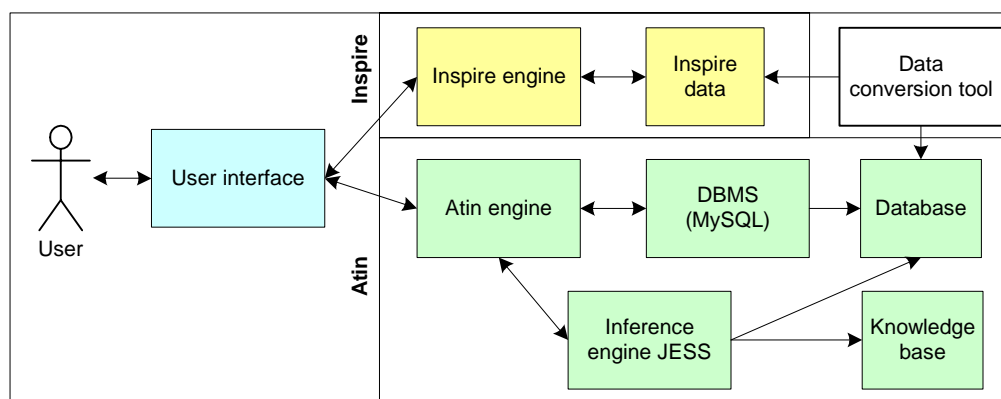 Inspire
Inspire engine
Inspire
data
Data
conversion tool
User
User interface
Atin
Atin engine
DBMS
(MySQL)
Database
Inference
engine JESS
Knowledge
base